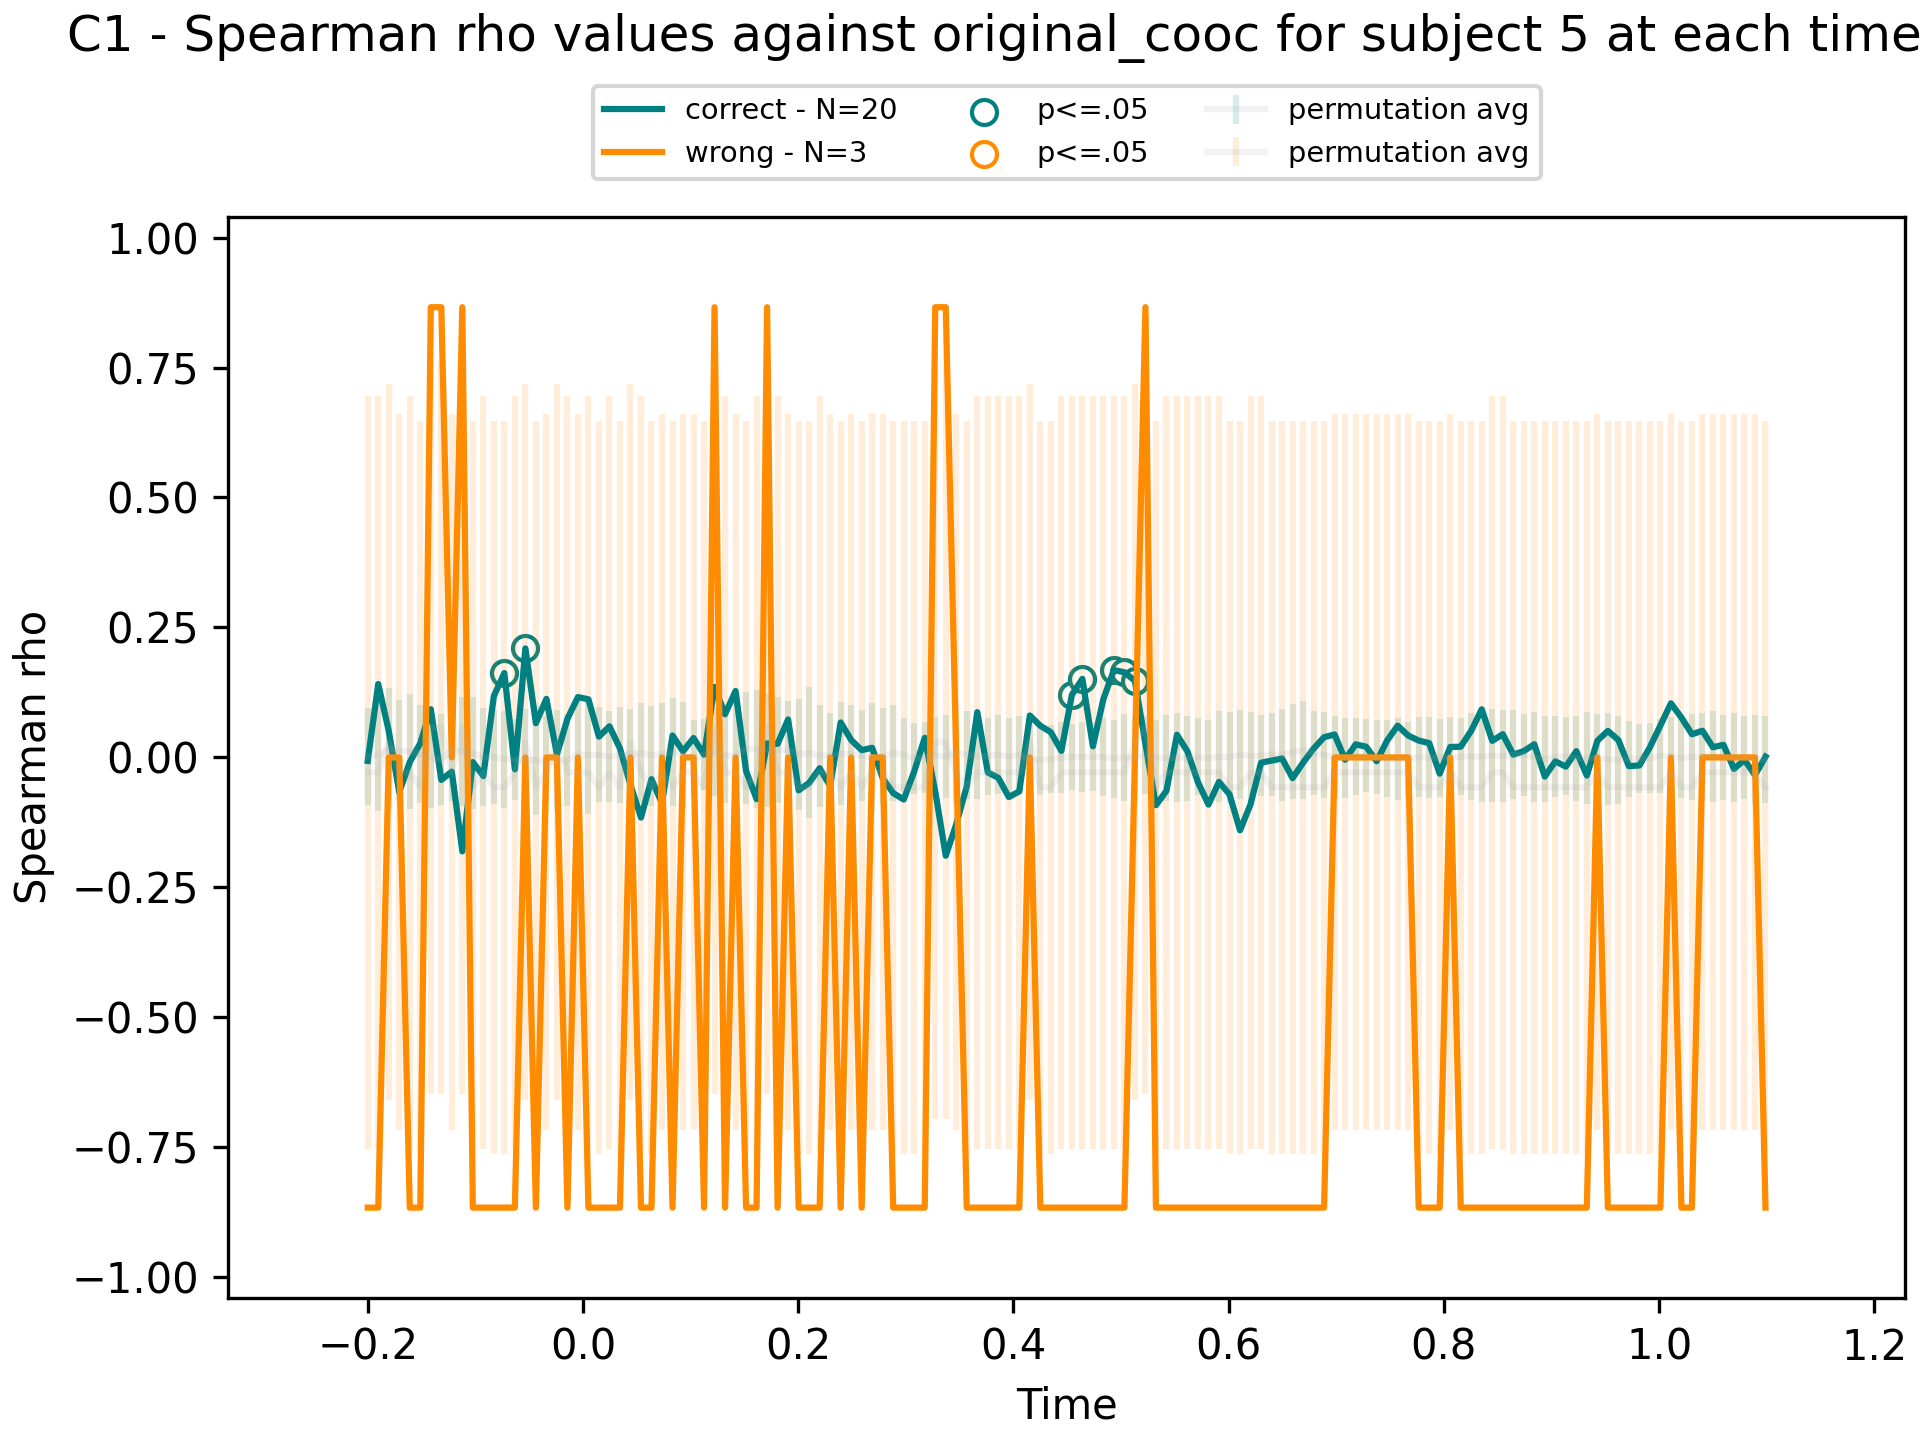 C1 - Spearman rho values against original_cooc for subject 5 at each time
correct - N=20 p<=.05 permutation avg
wrong - N=3 p<=.05 permutation avg
1.00
0.75
0.50
0.25
0.00
−0.25
−0.50
−0.75
−1.00
Spearman rho
−0.2 0.0 0.2 0.4 0.6 0.8 1.0 1.2
Time